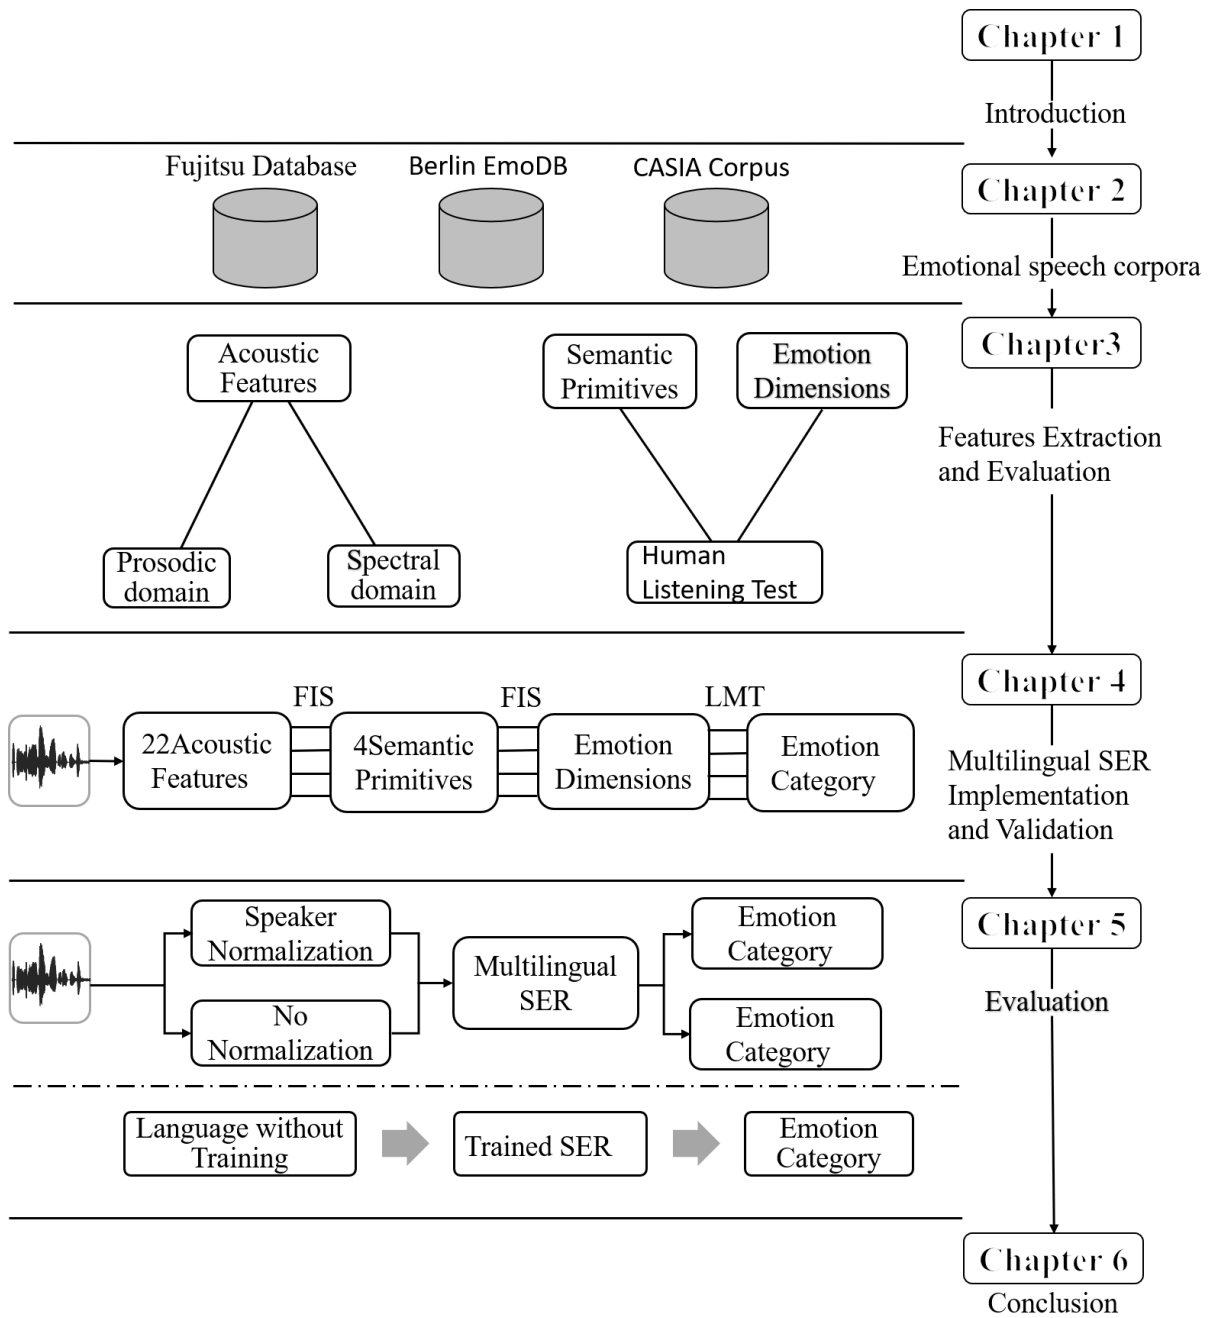 Chapter 1
Introduction
Fujitsu Database
Berlin EmoDB
CASIA Corpus
Chapter 2
Emotional speech corpora
Chapter3
Acoustic
Features
Semantic
Primitives
Emotion
Dimensions
Features Extraction
and Evaluation
Prosodic
domain
Spectral
domain
Human
Listening Test
Chapter 4
FIS
FIS
LMT
22Acoustic
Features
4Semantic
Primitives
Emotion
Dimensions
Emotion
Category
Multilingual SER
Implementation
and Validation
Chapter 5
Speaker
Normalization
No
Normalization
Multilingual
SER
Emotion
Category
Emotion
Category
Evaluation
Language without
Training
Trained SER
Emotion
Category
Chapter 6
Conclusion